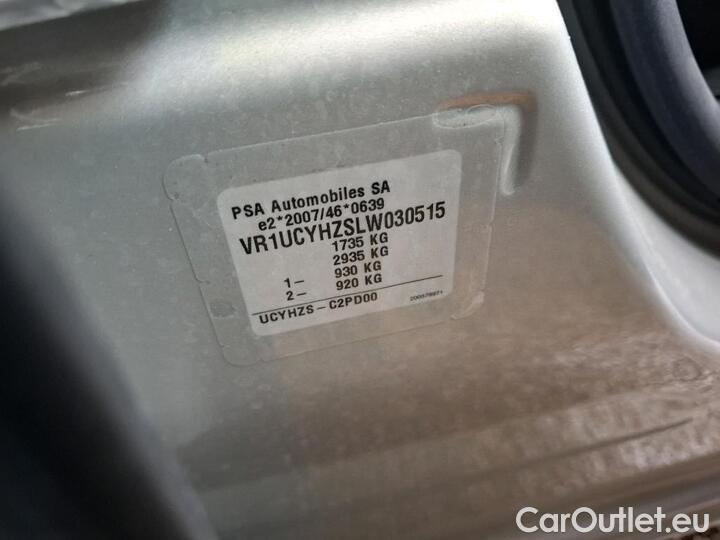 PSA Automobiles SA
e2*2007/46*0639
VR1UCYHZSLW030515
1735 KG
2935 KG
1– 930 KG
2– 920 KG
UCYHZS – C2PD00
CarOutlet.eu